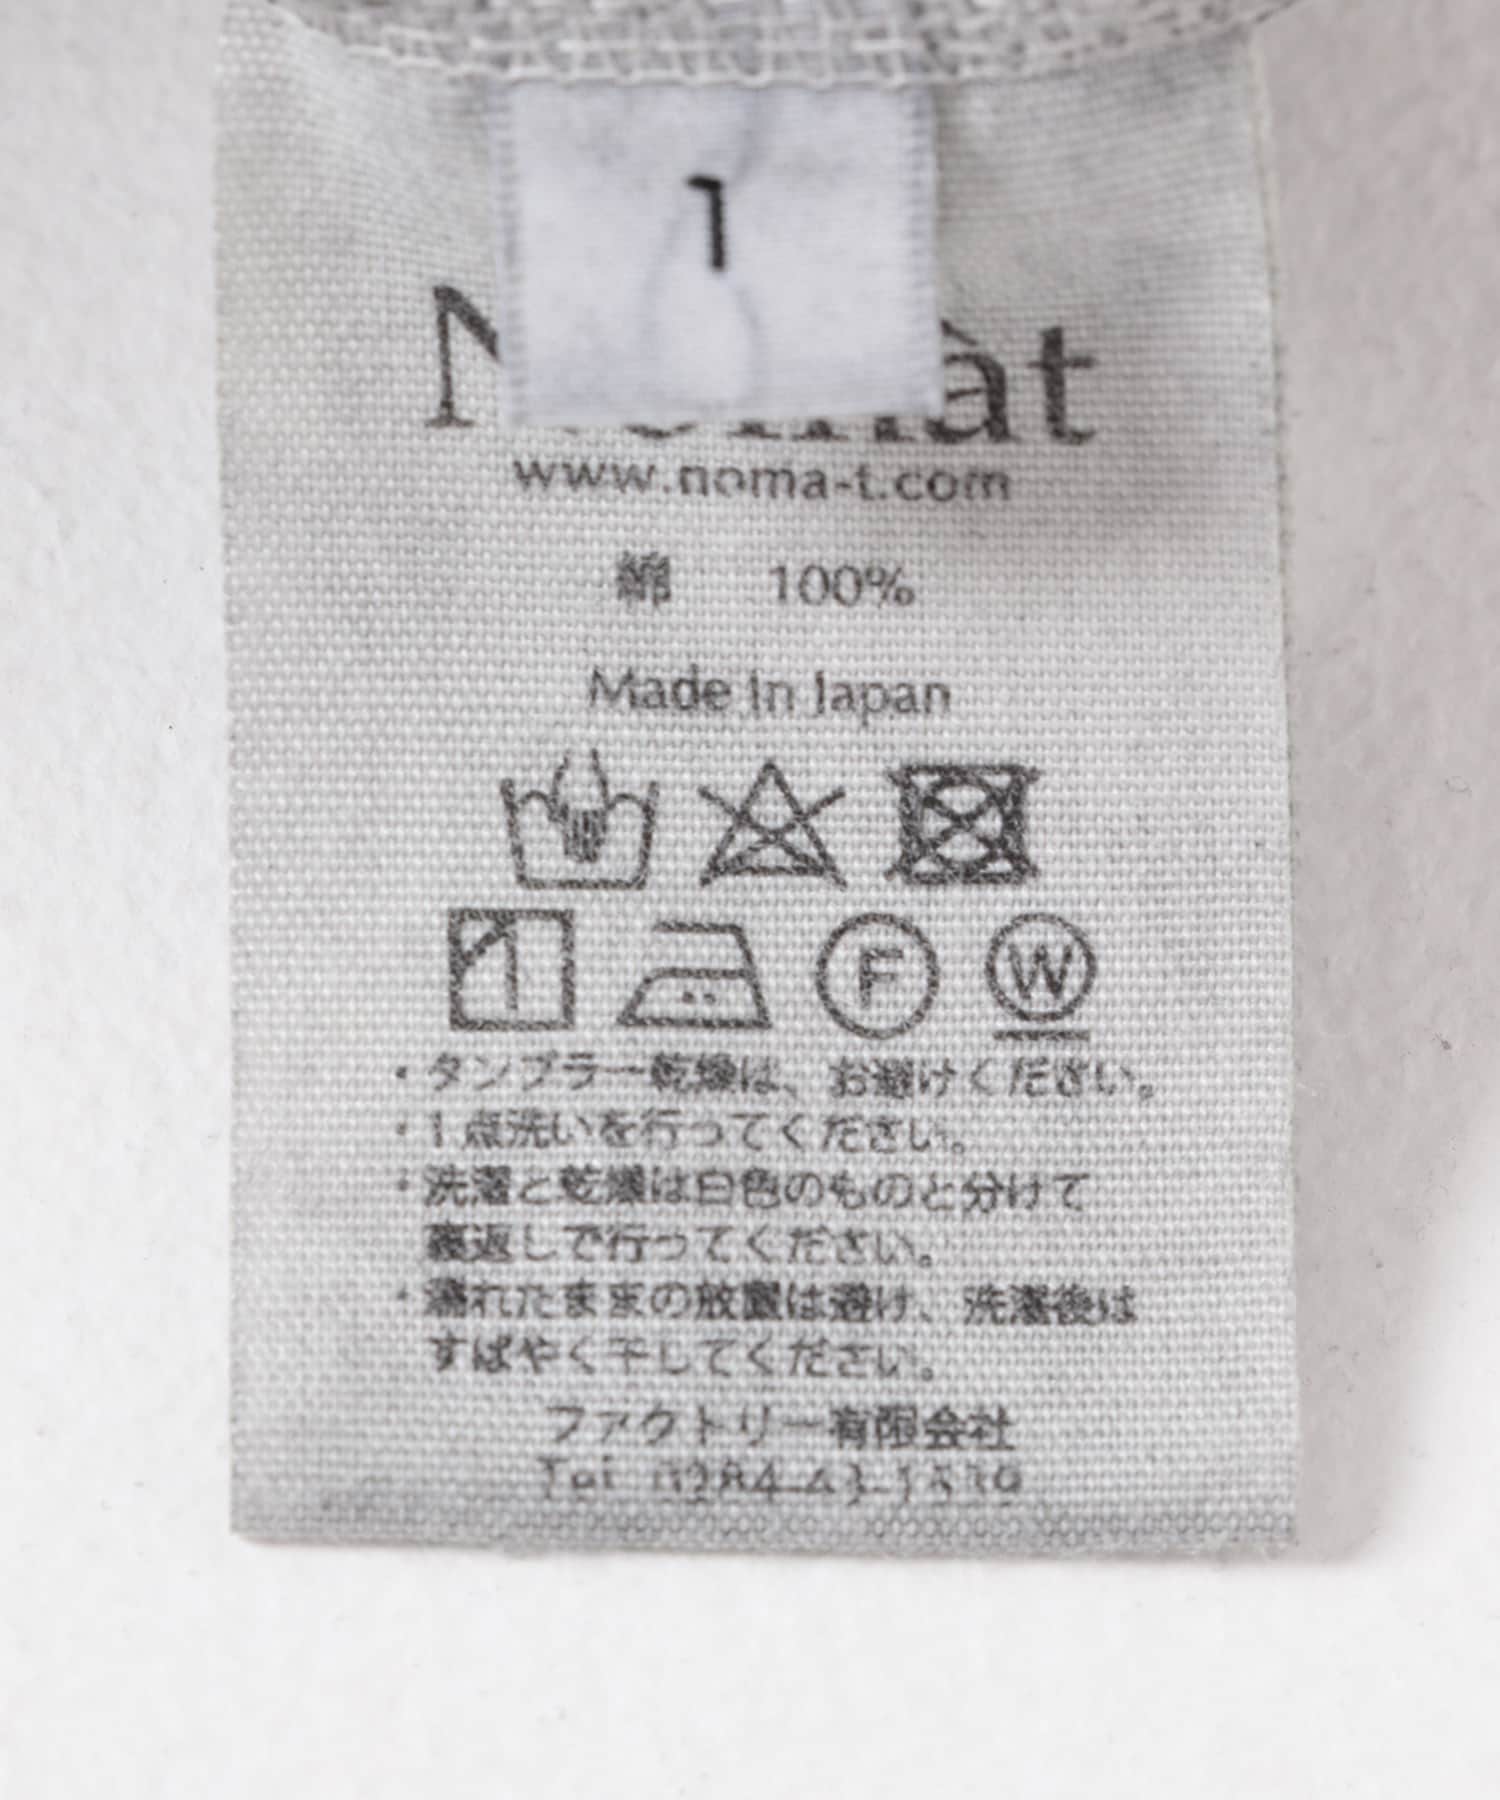 1
www.noma-t.com
綿 100%
Made In Japan
F W
・タンブラー乾燥は、お避けください。
・1点洗いを行ってください。
・洗濯と乾燥は白色のものと分けて
裏返しで行ってください。
・濡れたままの放置は避け、洗濯後は
すばやく干してください。
ファクトリー有限会社